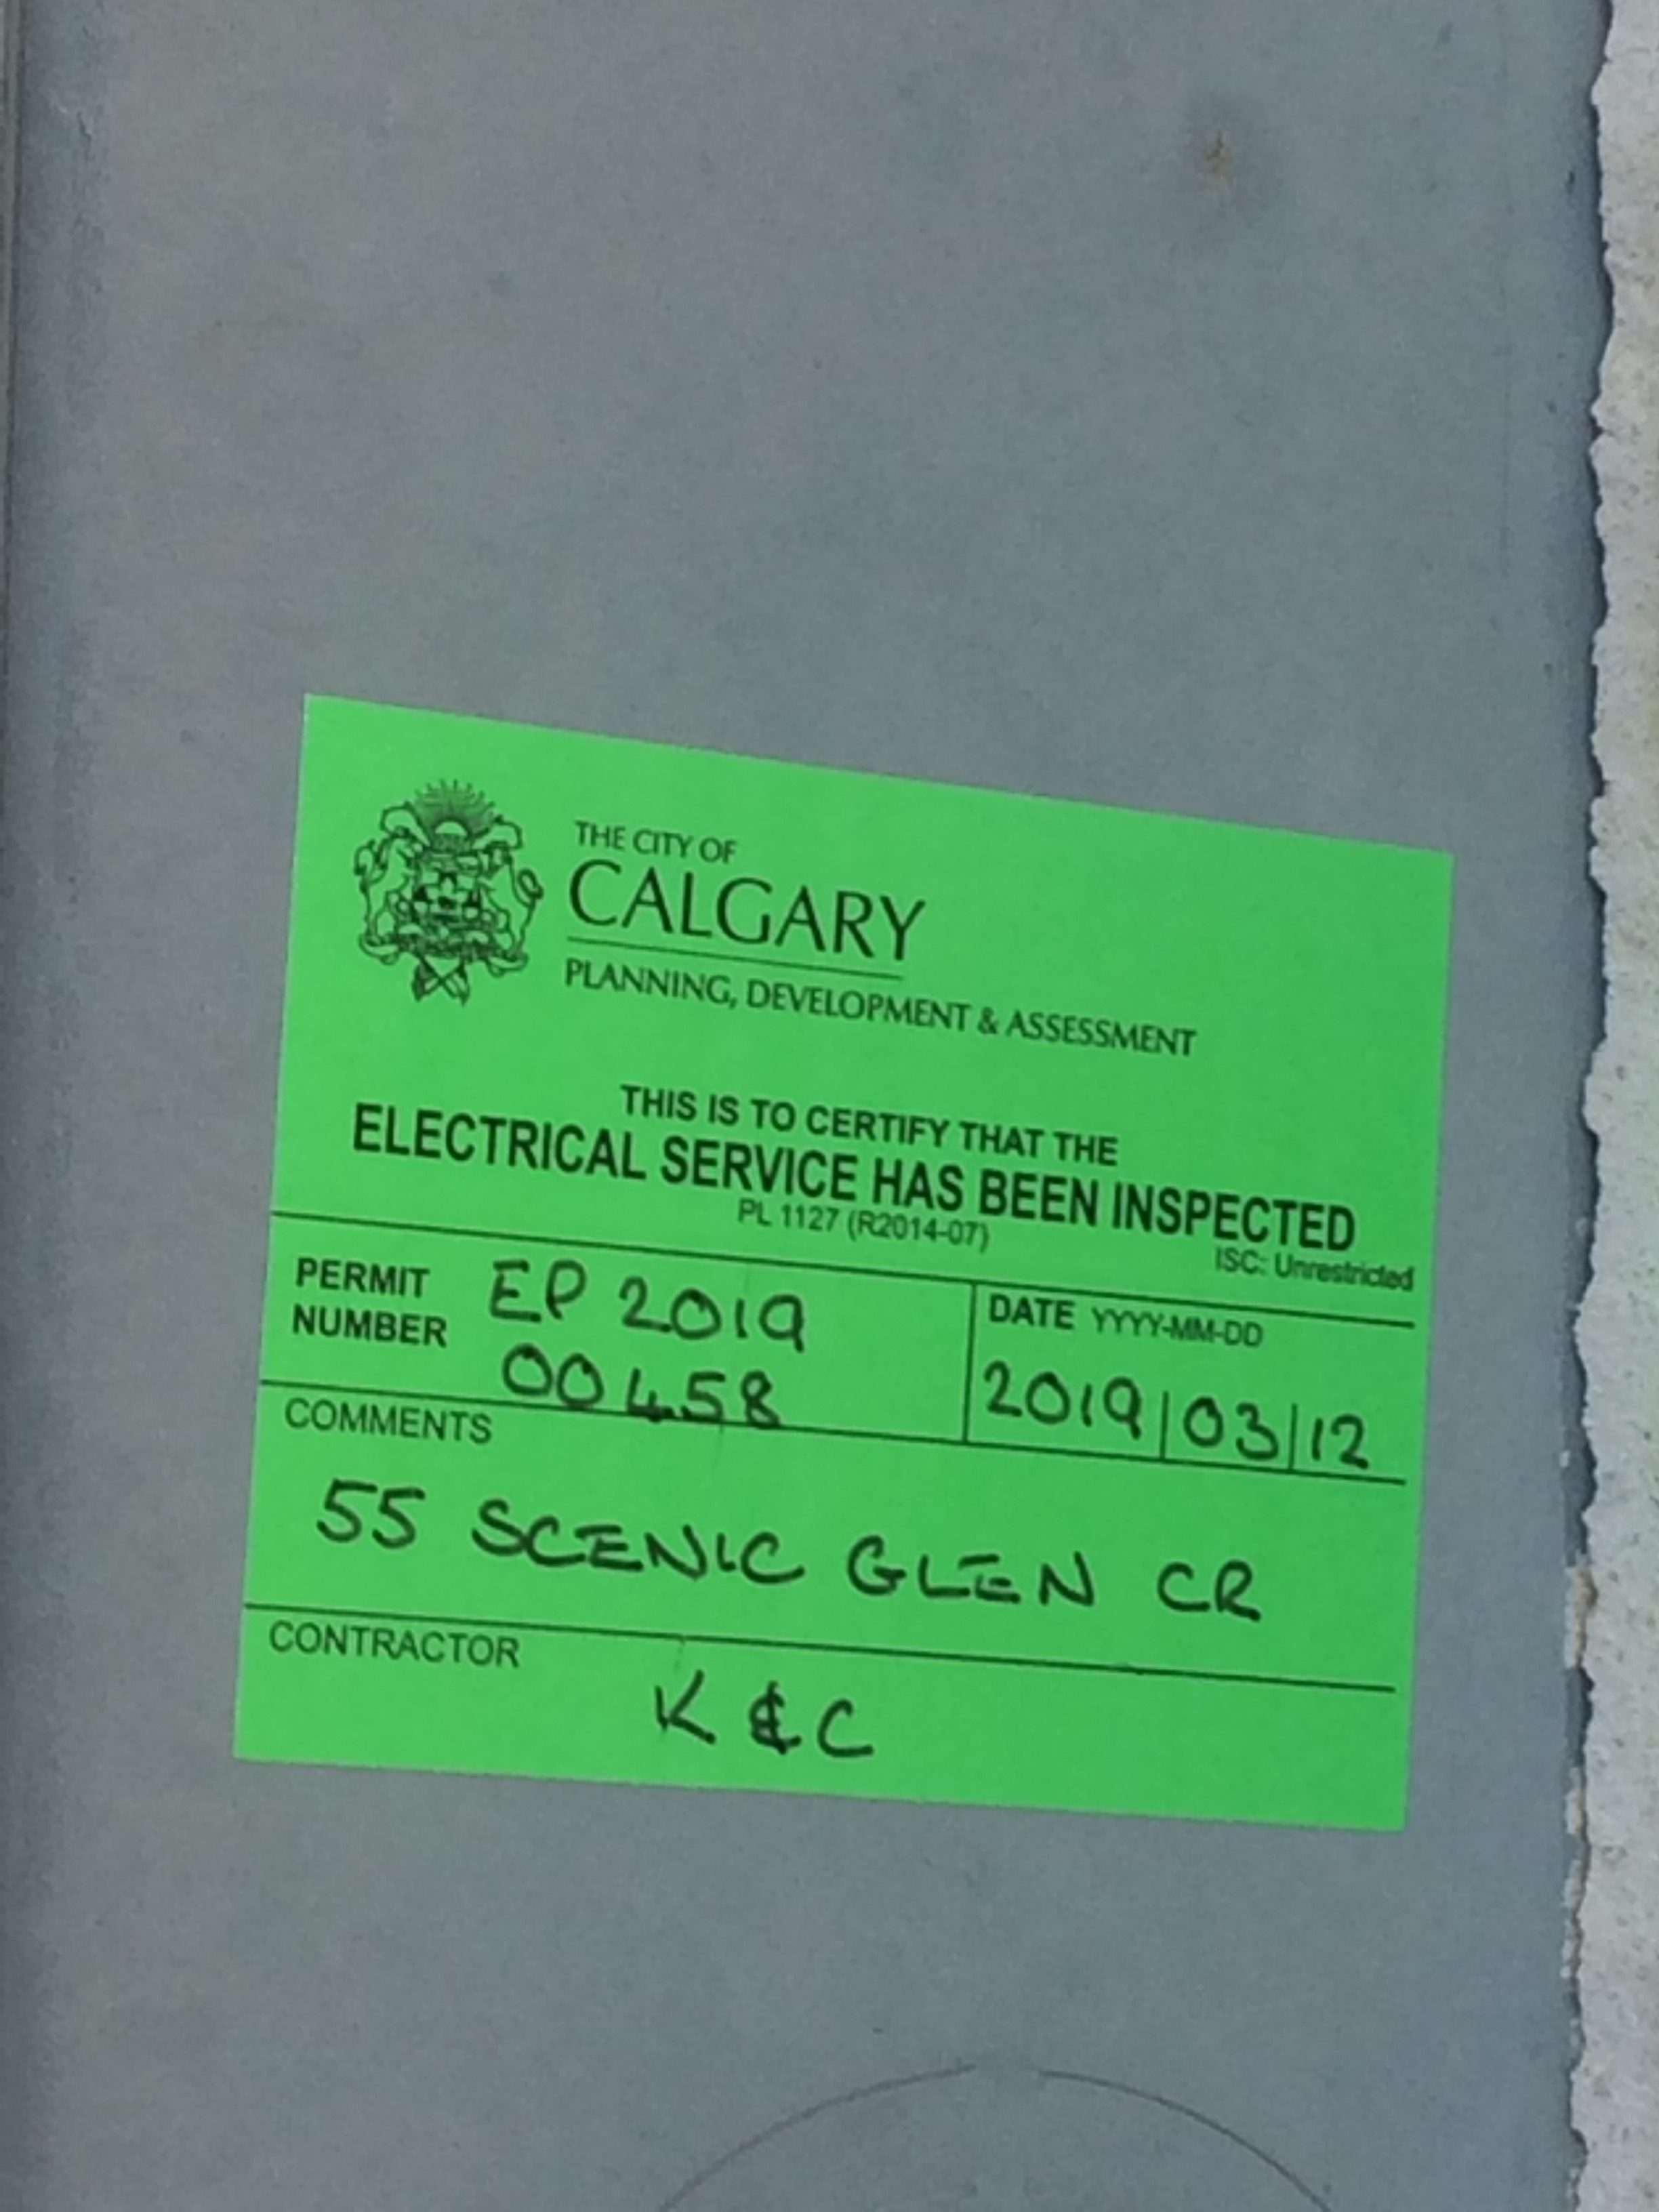 THE CITY OF
CALGARY
PLANNING, DEVELOPMENT & ASSESSMENT
THIS IS TO CERTIFY THAT THE
ELECTRICAL SERVICE HAS BEEN INSPECTED
PL 1127 (R2014-07)
ISC: Unrestricted
PERMIT NUMBER EP 2019
00458
DATE YYYY-MM-DD
2019|03|12
COMMENTS
55 SCENIC GLEN CR
CONTRACTOR
K & C